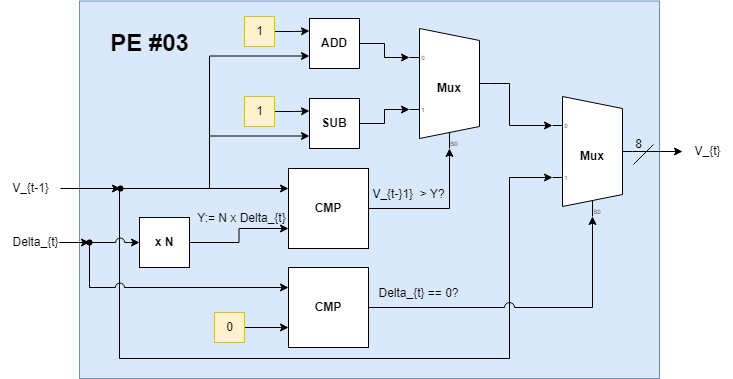 PE #03
1
ADD
0
Mux
1
1
SUB
S0
0
Mux
1
S0
8
V_{t}
V_{t-1}
CMP
V_{t-}1} > Y?
Y:= N x Delta_{t}
Delta_{t}
x N
CMP
Delta_{t} == 0?
0